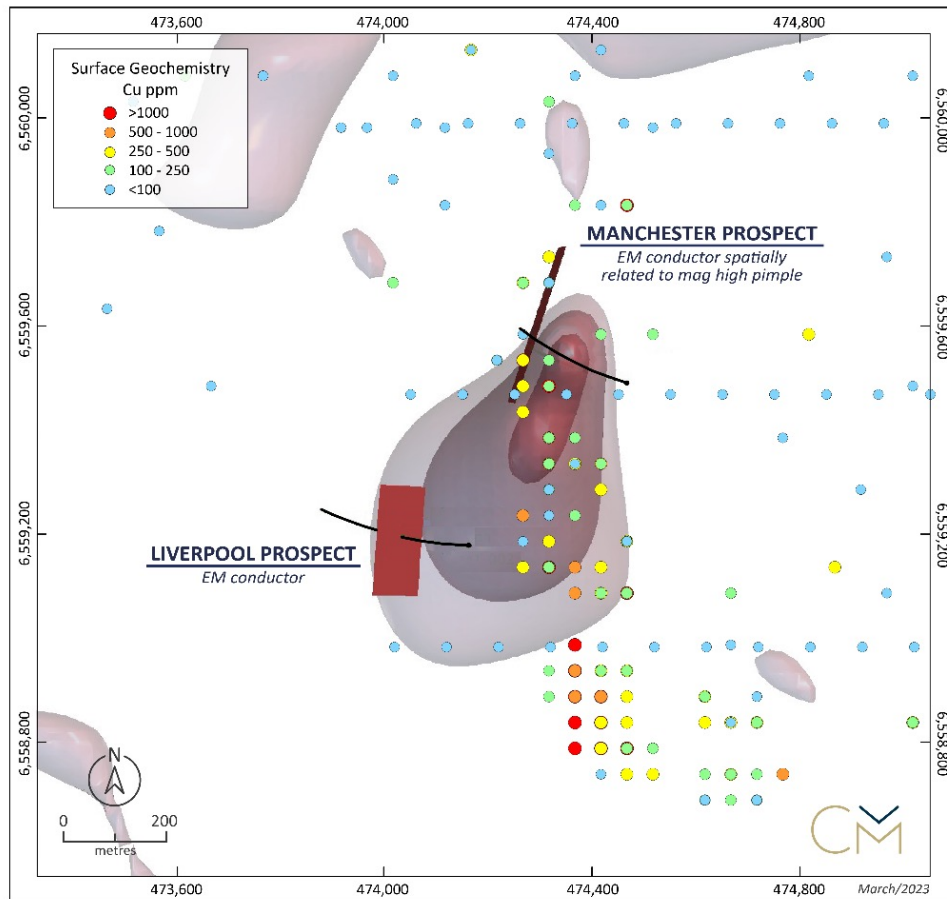 473,600
474,000
474,400
474,800
Surface Geochemistry
Cu ppm
>1000
500 - 1000
250 - 500
100 - 250
<100
6,560,000
6,560,000
MANCHESTER PROSPECT
EM conductor spatially
related to mag high pimple
6,559,600
6,559,600
6,559,200
6,559,200
LIVERPOOL PROSPECT
EM conductor
6,558,800
6,558,800
N
0
200
metres
CM
473,600
474,000
474,400
474,800
March/2023